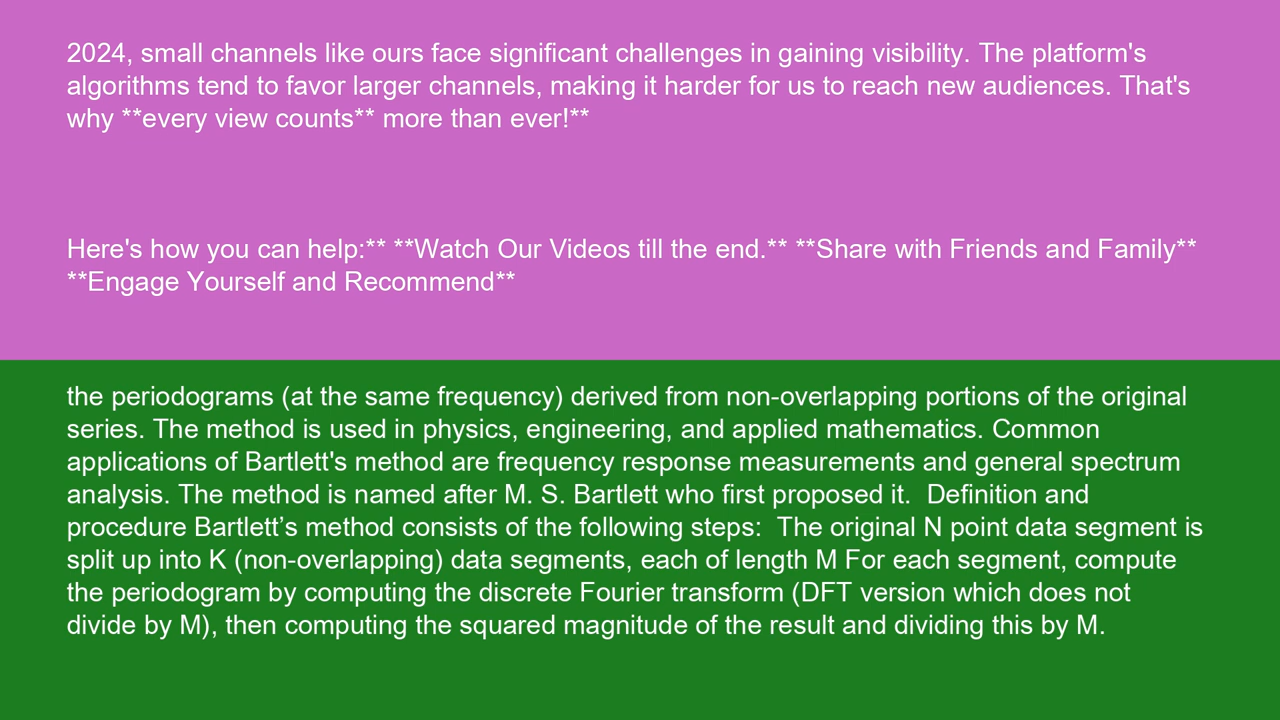 2024, small channels like ours face significant challenges in gaining visibility. The platform's
algorithms tend to favor larger channels, making it harder for us to reach new audiences. That's
why **every view counts** more than ever!**
Here's how you can help:** **Watch Our Videos till the end.** **Share with Friends and Family**
**Engage Yourself and Recommend**
the periodograms (at the same frequency) derived from non-overlapping portions of the original
series. The method is used in physics, engineering, and applied mathematics. Common
applications of Bartlett's method are frequency response measurements and general spectrum
analysis. The method is named after M. S. Bartlett who first proposed it.  Definition and
procedure Bartlett’s method consists of the following steps:  The original N point data segment is
split up into K (non-overlapping) data segments, each of length M For each segment, compute
the periodogram by computing the discrete Fourier transform (DFT version which does not
divide by M), then computing the squared magnitude of the result and dividing this by M.